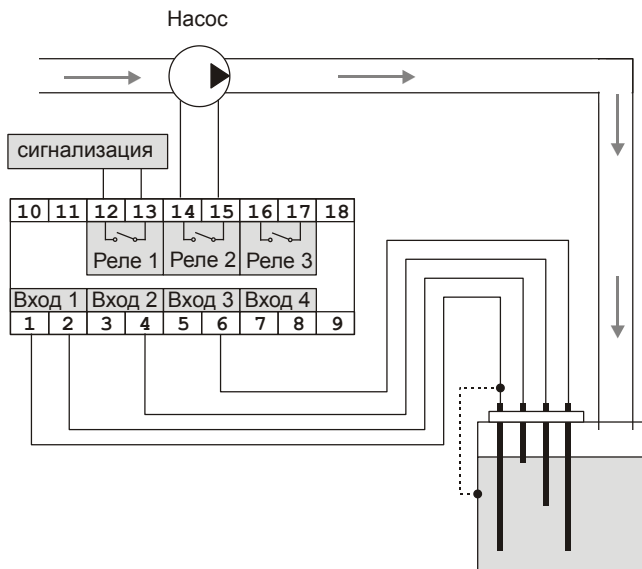 Насос
сигнализация
10 11 12 13 14 15 16 17 18
Реле 1 Реле 2 Реле 3
Вход 1 Вход 2 Вход 3 Вход 4
1 2 3 4 5 6 7 8 9